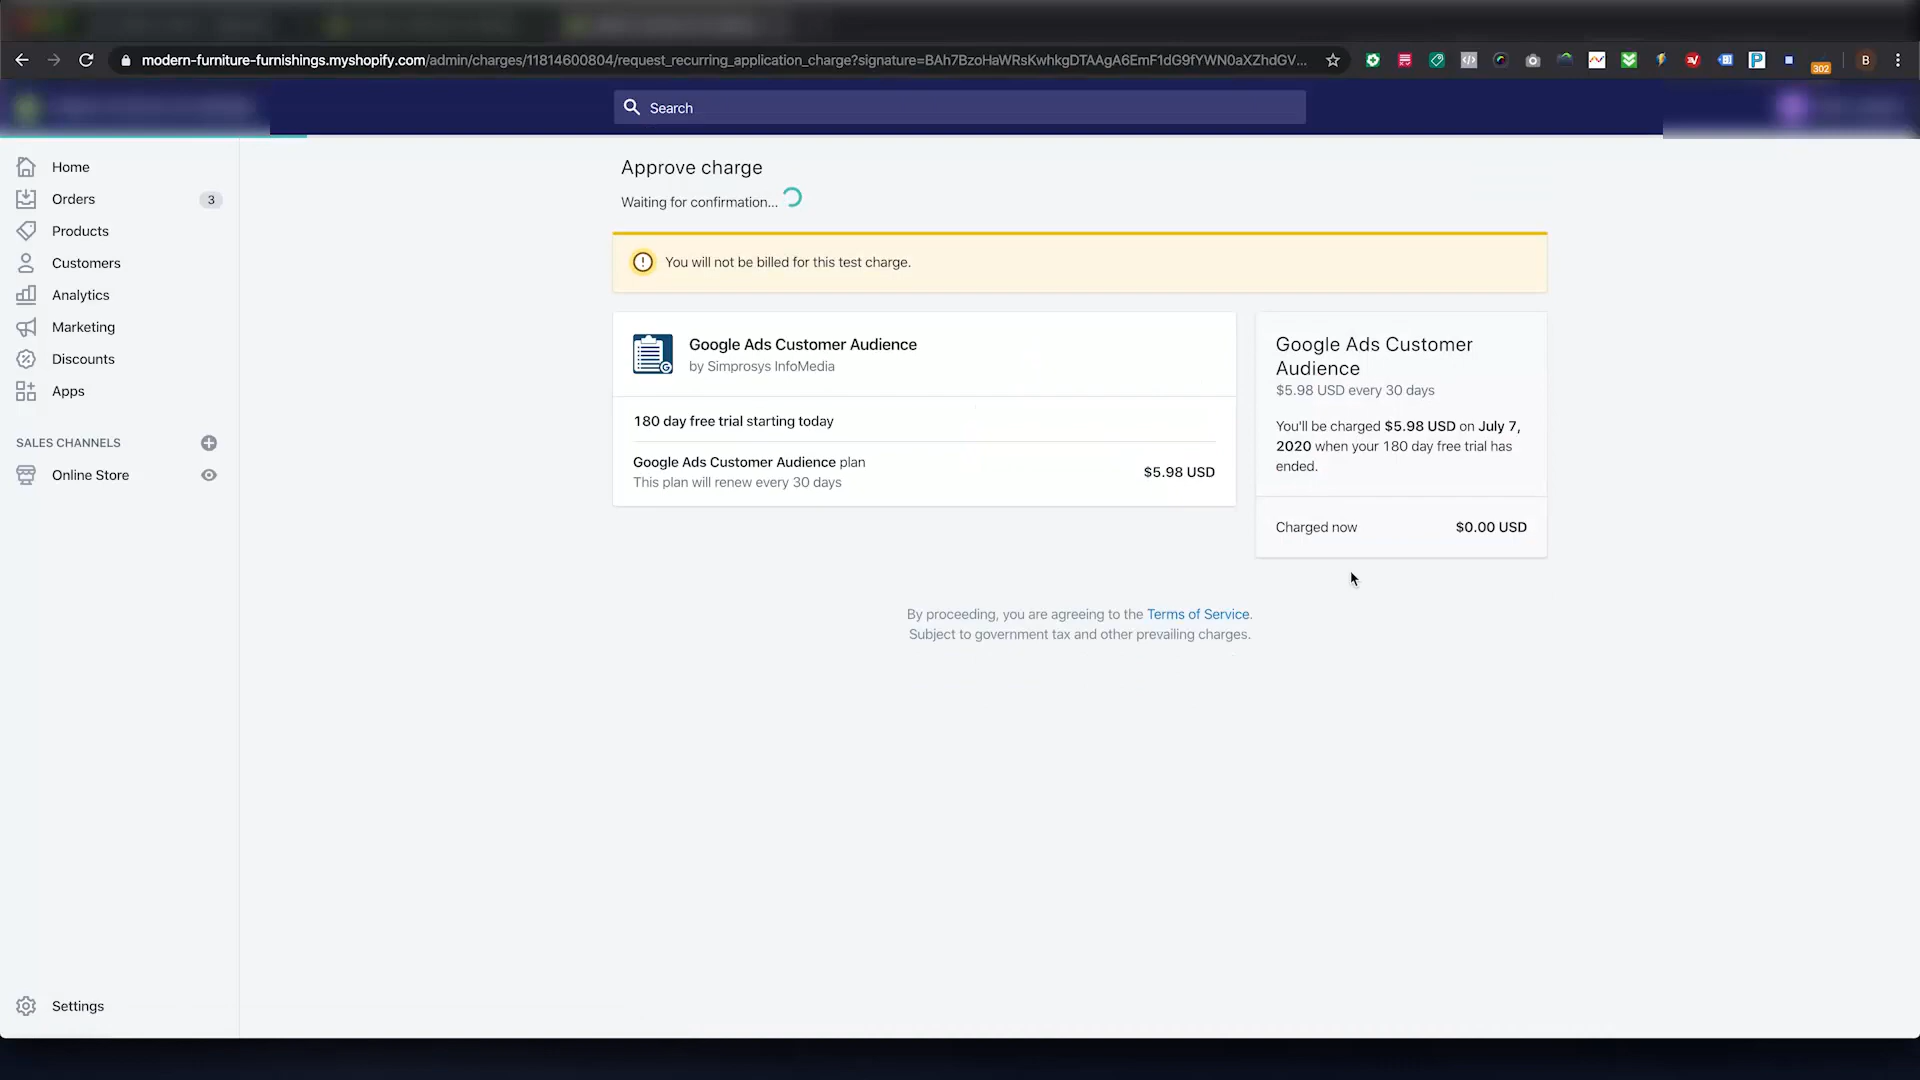 modern-furniture-furnishings.myshopify.com/admin/charges/11814600804/request_recurring_application_charge?signature=BAh7BzoHaWRsKwhkgDTAAgA6EmF1dG9fYWN0aXZhdGV...
302
B
Search
Home
Orders
3
Products
Customers
Analytics
Marketing
Discounts
Apps
SALES CHANNELS
Online Store
Settings
Approve charge
Waiting for confirmation...
You will not be billed for this test charge.
Google Ads Customer Audience
by Simprosys InfoMedia
180 day free trial starting today
Google Ads Customer Audience plan
$5.98 USD
This plan will renew every 30 days
Google Ads Customer
Audience
$5.98 USD every 30 days
You'll be charged $5.98 USD on July 7,
2020 when your 180 day free trial has
ended.
Charged now $0.00 USD
By proceeding, you are agreeing to the Terms of Service.
Subject to government tax and other prevailing charges.